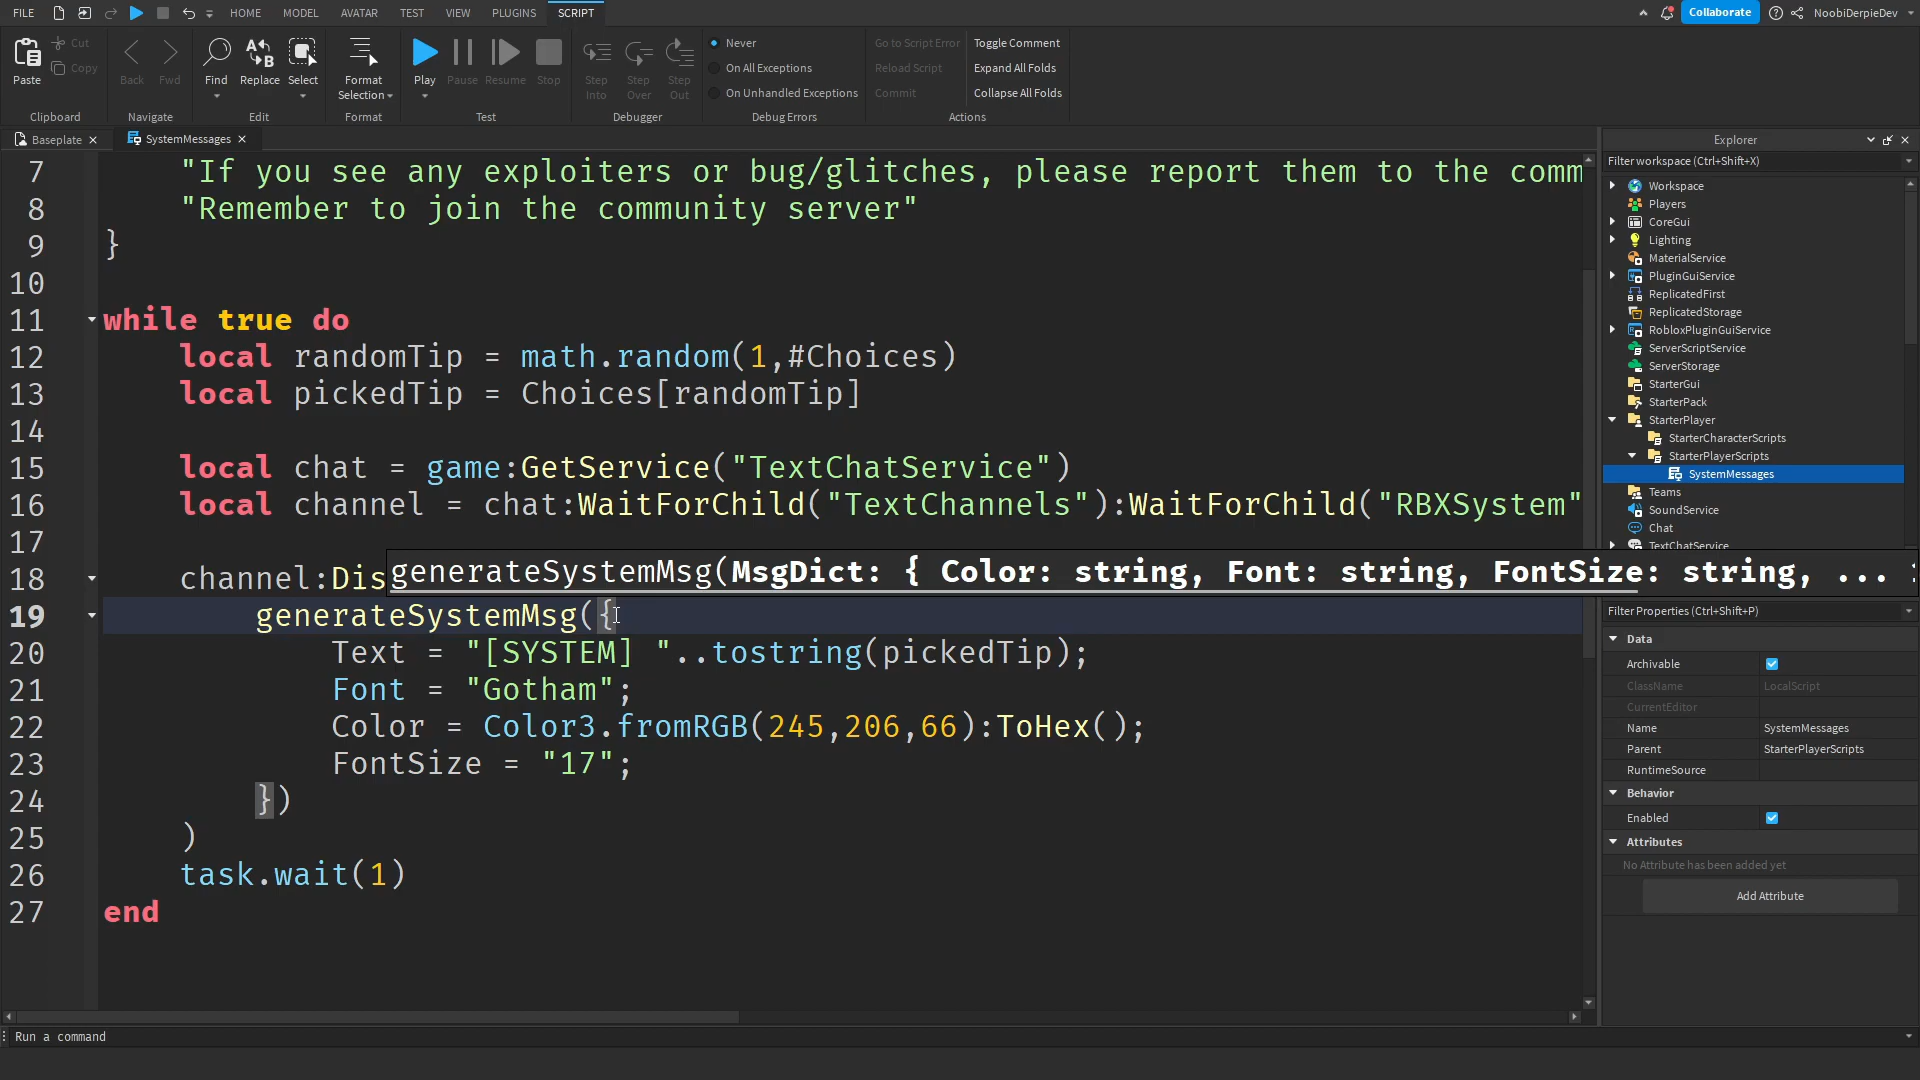 FILE HOME MODEL AVATAR TEST VIEW PLUGINS SCRIPT Collaborate NoobiDerpieDev
Paste Cut Copy Back Fwd Find Replace Select Format Selection Play Pause Resume Stop Step Into Step Over Step Out
Never
On All Exceptions
On Unhandled Exceptions
Go to Script Error
Reload Script
Commit
Toggle Comment
Expand All Folds
Collapse All Folds
Clipboard Navigate Edit Format Test Debugger Debug Errors Actions
Baseplate SystemMessages
7 "If you see any exploiters or bug/glitches, please report them to the comm
8 "Remember to join the community server"
9 }
10
11 while true do
12 local randomTip = math.random(1,#Choices)
13 local pickedTip = Choices[randomTip]
14
15 local chat = game:GetService("TextChatService")
16 local channel = chat:WaitForChild("TextChannels"):WaitForChild("RBXSystem"
17
generateSystemMsg(MsgDict: { Color: string, Font: string, FontSize: string, ... :
18 channel:Dis
19 generateSystemMsg({
20 Text = "[SYSTEM] "..tostring(pickedTip);
21 Font = "Gotham";
22 Color = Color3.fromRGB(245,206,66):ToHex();
23 FontSize = "17";
24 })
25 )
26 task.wait(1)
27 end
Run a command
Explorer
Filter workspace (Ctrl+Shift+X)
Workspace
Players
CoreGui
Lighting
MaterialService
PluginGuiService
ReplicatedFirst
ReplicatedStorage
RobloxPluginGuiService
ServerScriptService
ServerStorage
StarterGui
StarterPack
StarterPlayer
StarterCharacterScripts
StarterPlayerScripts
SystemMessages
Teams
SoundService
Chat
TextChatService
Filter Properties (Ctrl+Shift+P)
Data
Archivable
ClassName LocalScript
CurrentEditor
Name SystemMessages
Parent StarterPlayerScripts
RuntimeSource
Behavior
Enabled
Attributes
No Attribute has been added yet
Add Attribute